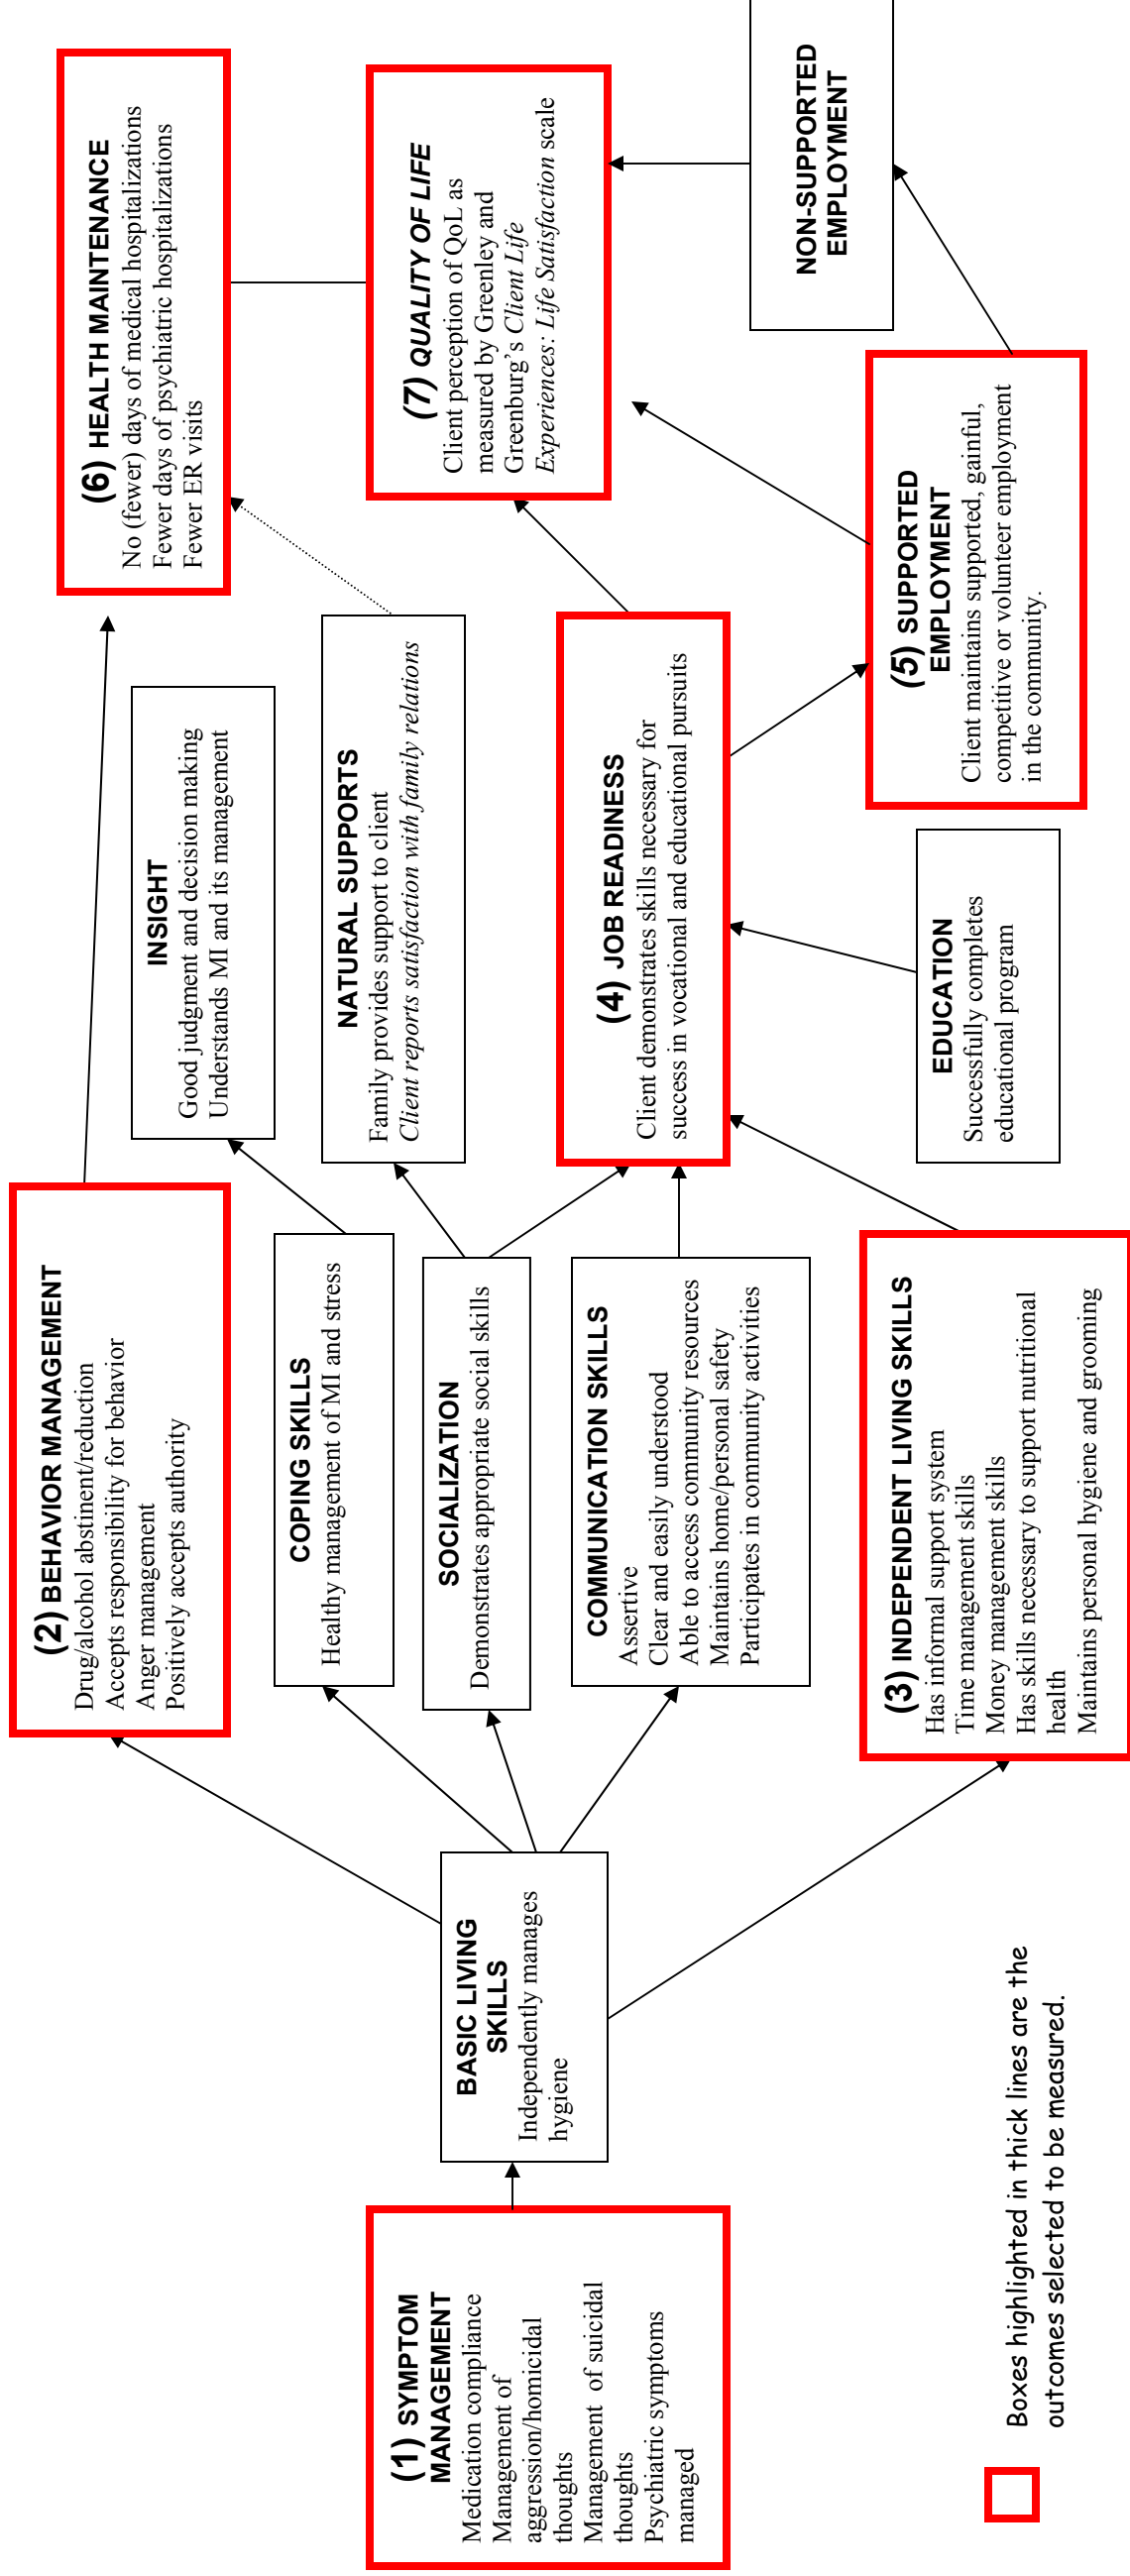 (1) SYMPTOM
MANAGEMENT
Medication compliance
Management of
aggression/homicidal
thoughts
Management of suicidal
thoughts
Psychiatric symptoms
managed
BASIC LIVING
SKILLS
Independently manages
hygiene
(2) BEHAVIOR MANAGEMENT
Drug/alcohol abstinent/reduction
Accepts responsibility for behavior
Anger management
Positively accepts authority
COPING SKILLS
Healthy management of MI and stress
SOCIALIZATION
Demonstrates appropriate social skills
COMMUNICATION SKILLS
Assertive
Clear and easily understood
Able to access community resources
Maintains home/personal safety
Participates in community activities
(3) INDEPENDENT LIVING SKILLS
Has informal support system
Time management skills
Money management skills
Has skills necessary to support nutritional
health
Maintains personal hygiene and grooming
INSIGHT
Good judgment and decision making
Understands MI and its management
NATURAL SUPPORTS
Family provides support to client
Client reports satisfaction with family relations
(4) JOB READINESS
Client demonstrates skills necessary for
success in vocational and educational pursuits
EDUCATION
Successfully completes
educational program
(6) HEALTH MAINTENANCE
No (fewer) days of medical hospitalizations
Fewer days of psychiatric hospitalizations
Fewer ER visits
(7) QUALITY OF LIFE
Client perception of QoL as
measured by Greenley and
Greenburg's Client Life
Experiences: Life Satisfaction scale
(5) SUPPORTED
EMPLOYMENT
Client maintains supported, gainful,
competitive or volunteer employment
in the community.
NON-SUPPORTED
EMPLOYMENT
Boxes highlighted in thick lines are the
outcomes selected to be measured.